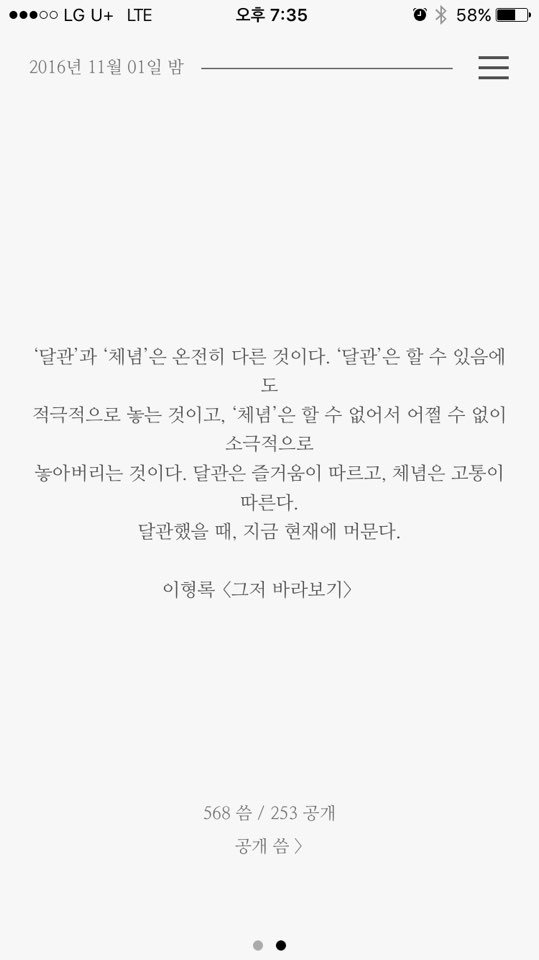 LG U+ LTE 오후 7:35 58%
2016년 11월 01일 밤
‘달관’과 ‘체념’은 온전히 다른 것이다. ‘달관’은 할 수 있음에
도
적극적으로 놓는 것이고, ‘체념’은 할 수 없어서 어쩔 수 없이
소극적으로
놓아버리는 것이다. 달관은 즐거움이 따르고, 체념은 고통이
따른다.
달관했을 때, 지금 현재에 머문다.
이형록 〈그저 바라보기〉
568 씀 / 253 공개
공개 씀 〉